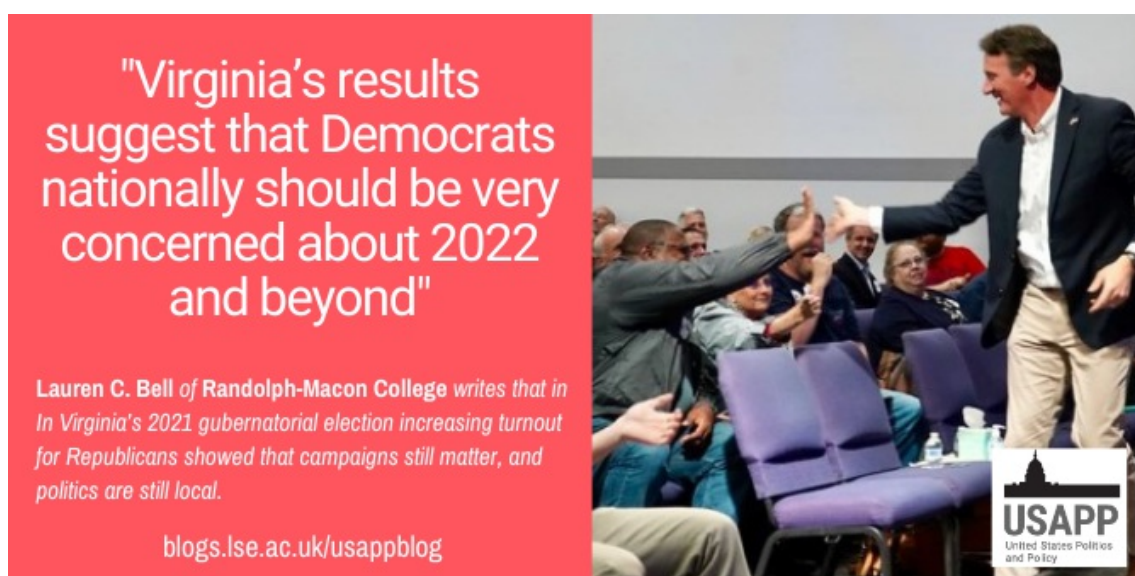 "Virginia’s results
suggest that Democrats
nationally should be very
concerned about 2022
and beyond"
Lauren C. Bell of Randolph-Macon College writes that in
In Virginia's 2021 gubernatorial election increasing turnout
for Republicans showed that campaigns still matter, and
politics are still local.
blogs.lse.ac.uk/usappblog
USAPP
United States Politics
and Policy